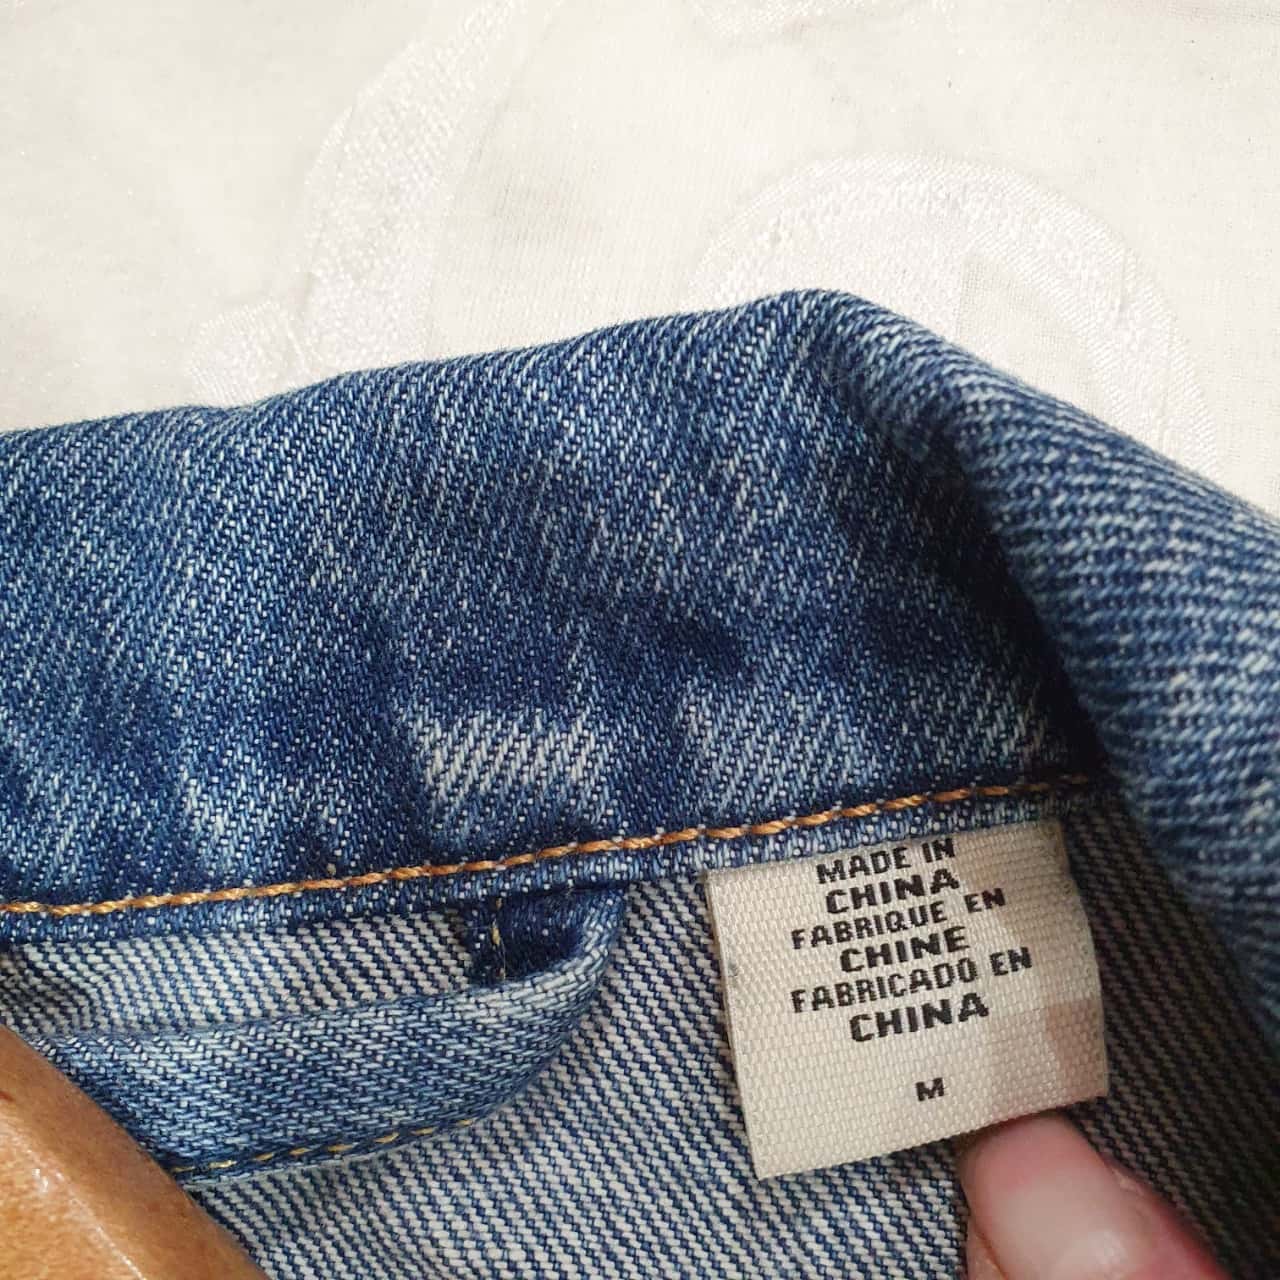 MADE IN
CHINA
FABRIQUE EN
CHINE
FABRICADO EN
CHINA
M